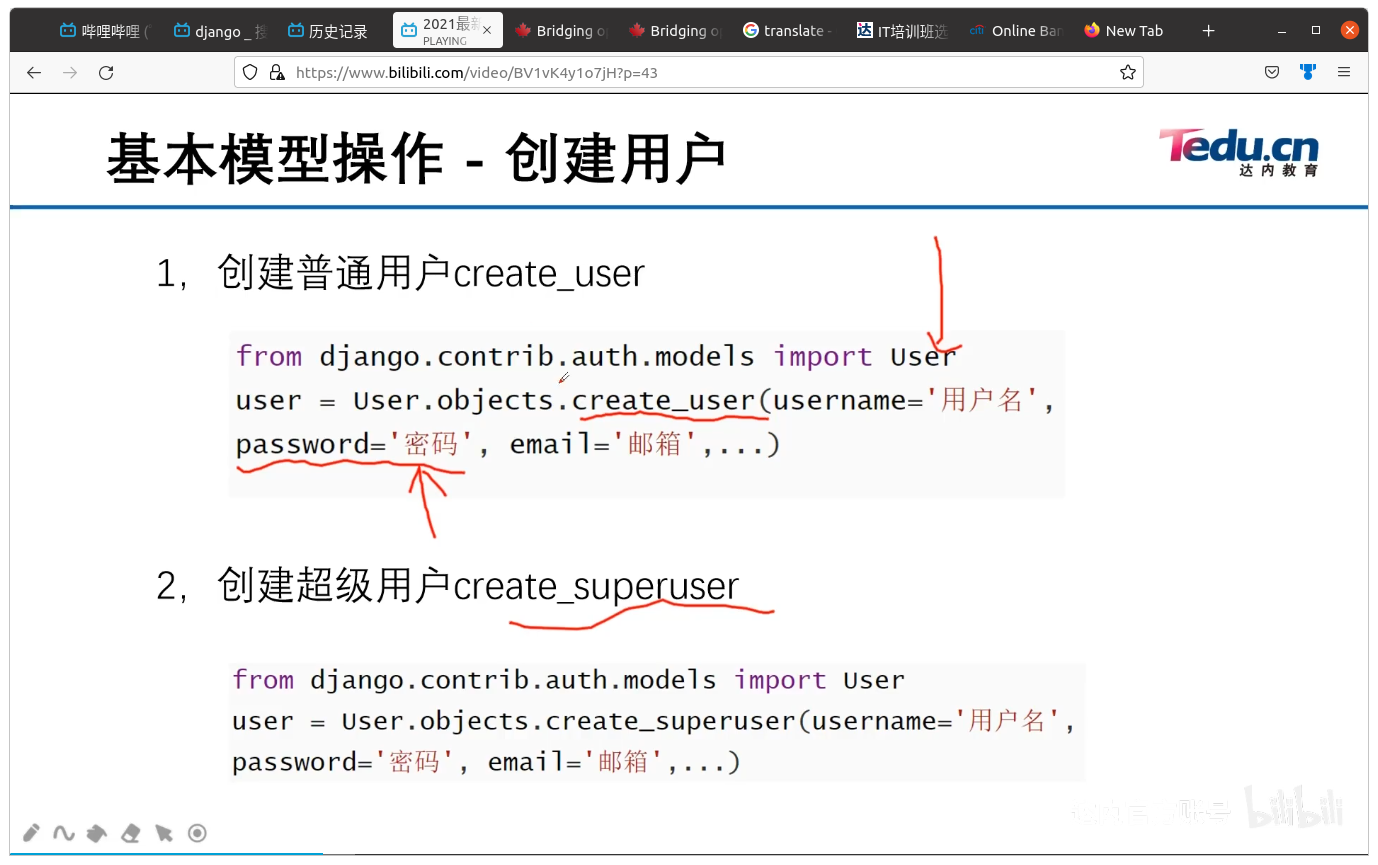 哔哩哔哩 (
django _ 搜
历史记录
2021最新
PLAYING
Bridging o
Bridging o
translate -
IT培训班选
citi
Online Ban
New Tab
https://www.bilibili.com/video/BV1vK4y1o7jH?p=43
基本模型操作 - 创建用户
Tedu.cn
达内教育
1，创建普通用户create_user
from django.contrib.auth.models import User
user = User.objects.create_user(username='用户名',
password='密码', email='邮箱',...)
2，创建超级用户create_superuser
from django.contrib.auth.models import User
user = User.objects.create_superuser(username='用户名',
password='密码', email='邮箱',...)
bilibili